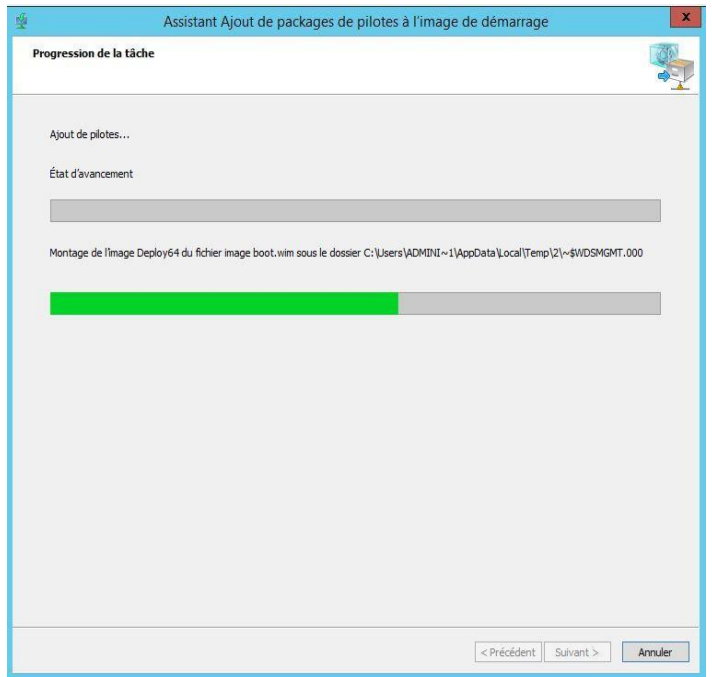 Assistant Ajout de packages de pilotes à l'image de démarrage
x
Progression de la tâche
Ajout de pilotes...
État d'avancement
Montage de l'image Deploy64 du fichier image boot.wim sous le dossier C:\Users\ADMINI~1\AppData\Local\Temp\2\~$WDSMGMT.000
< Précédent Suivant > Annuler